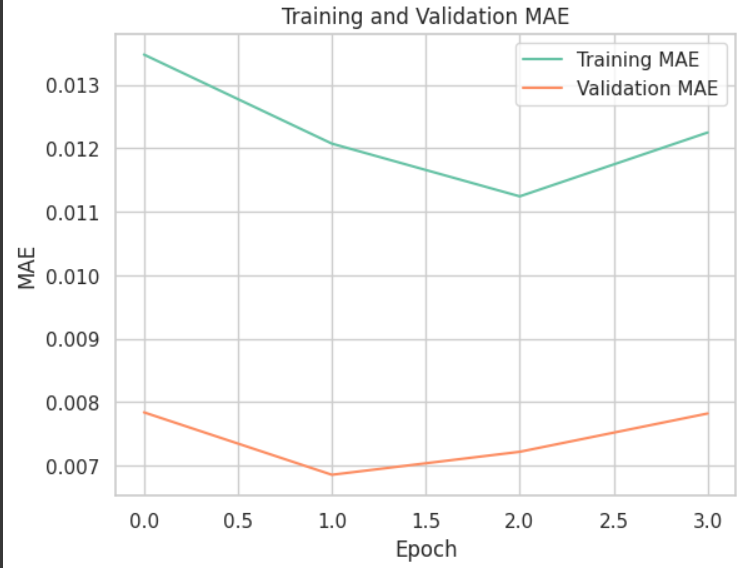 Training and Validation MAE
Training MAE
Validation MAE
0.013
0.012
0.011
0.010
0.009
0.008
0.007
MAE
0.0 0.5 1.0 1.5 2.0 2.5 3.0
Epoch